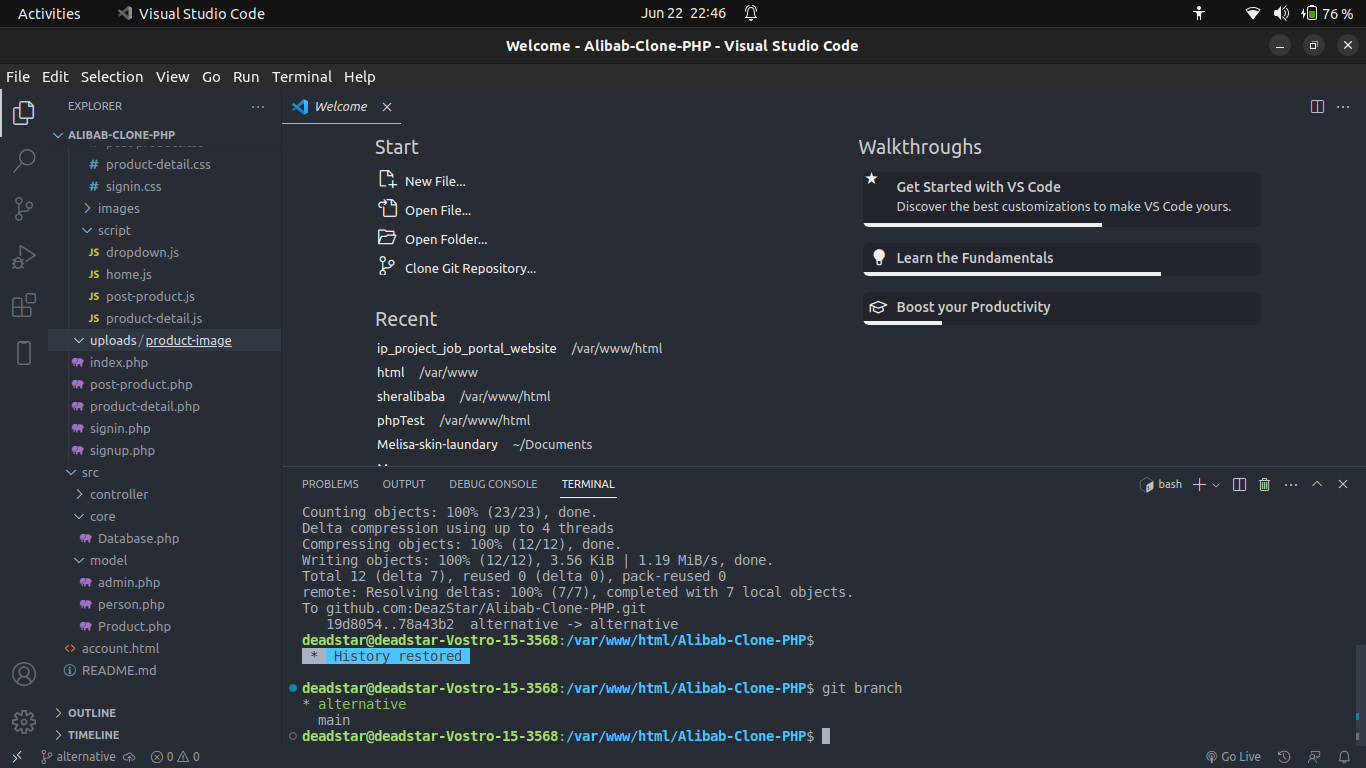 Activities Visual Studio Code Jun 22 22:46 76 %
Welcome - Alibab-Clone-PHP - Visual Studio Code
File Edit Selection View Go Run Terminal Help
EXPLORER
ALIBAB-CLONE-PHP
# product-detail.css
# signin.css
images
script
JS dropdown.js
JS home.js
JS post-product.js
JS product-detail.js
uploads / product-image
index.php
post-product.php
product-detail.php
signin.php
signup.php
src
controller
core
Database.php
model
admin.php
person.php
Product.php
account.html
README.md
OUTLINE
TIMELINE
Welcome
Start
New File...
Open File...
Open Folder...
Clone Git Repository...
Recent
ip_project_job_portal_website /var/www/html
html /var/www
sheralibaba /var/www/html
phpTest /var/www/html
Melisa-skin-laundary ~/Documents
Walkthroughs
Get Started with VS Code
Discover the best customizations to make VS Code yours.
Learn the Fundamentals
Boost your Productivity
PROBLEMS OUTPUT DEBUG CONSOLE TERMINAL bash
Counting objects: 100% (23/23), done.
Delta compression using up to 4 threads
Compressing objects: 100% (12/12), done.
Writing objects: 100% (12/12), 3.56 KiB | 1.19 MiB/s, done.
Total 12 (delta 7), reused 0 (delta 0), pack-reused 0
remote: Resolving deltas: 100% (7/7), completed with 7 local objects.
To github.com:DeazStar/Alibab-Clone-PHP.git
19d8054..78a43b2 alternative -> alternative
deadstar@deadstar-Vostro-15-3568:/var/www/html/Alibab-Clone-PHP$
* History restored
deadstar@deadstar-Vostro-15-3568:/var/www/html/Alibab-Clone-PHP$ git branch
* alternative
main
deadstar@deadstar-Vostro-15-3568:/var/www/html/Alibab-Clone-PHP$
alternative 0 0 Go Live